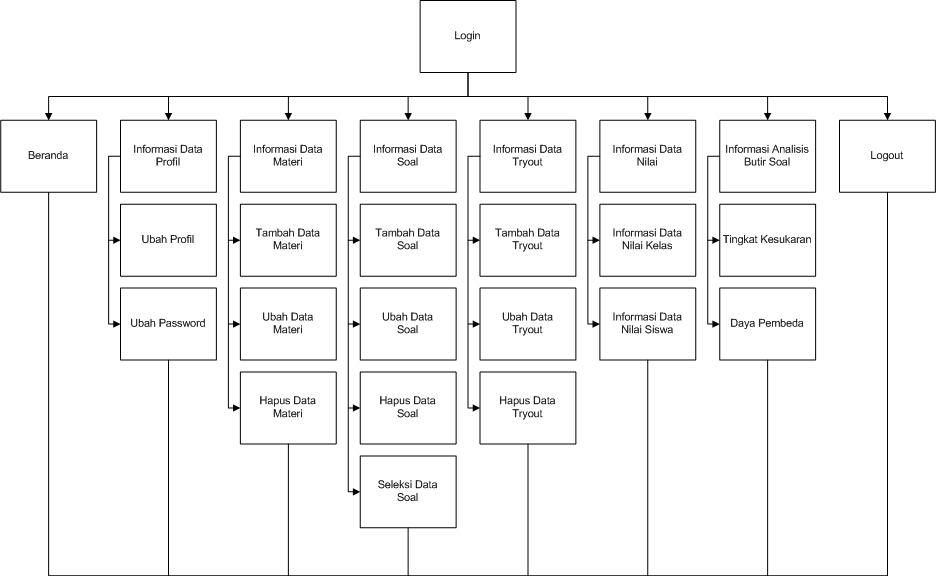 Login
Beranda
Informasi Data
Profil
Informasi Data
Materi
Informasi Data
Soal
Informasi Data
Tryout
Informasi Data
Nilai
Informasi Analisis
Butir Soal
Logout
Ubah Profil
Tambah Data
Materi
Tambah Data
Soal
Tambah Data
Tryout
Informasi Data
Nilai Kelas
Tingkat Kesukaran
Ubah Password
Ubah Data
Materi
Ubah Data
Soal
Ubah Data
Tryout
Informasi Data
Nilai Siswa
Daya Pembeda
Hapus Data
Materi
Hapus Data
Soal
Hapus Data
Tryout
Seleksi Data
Soal